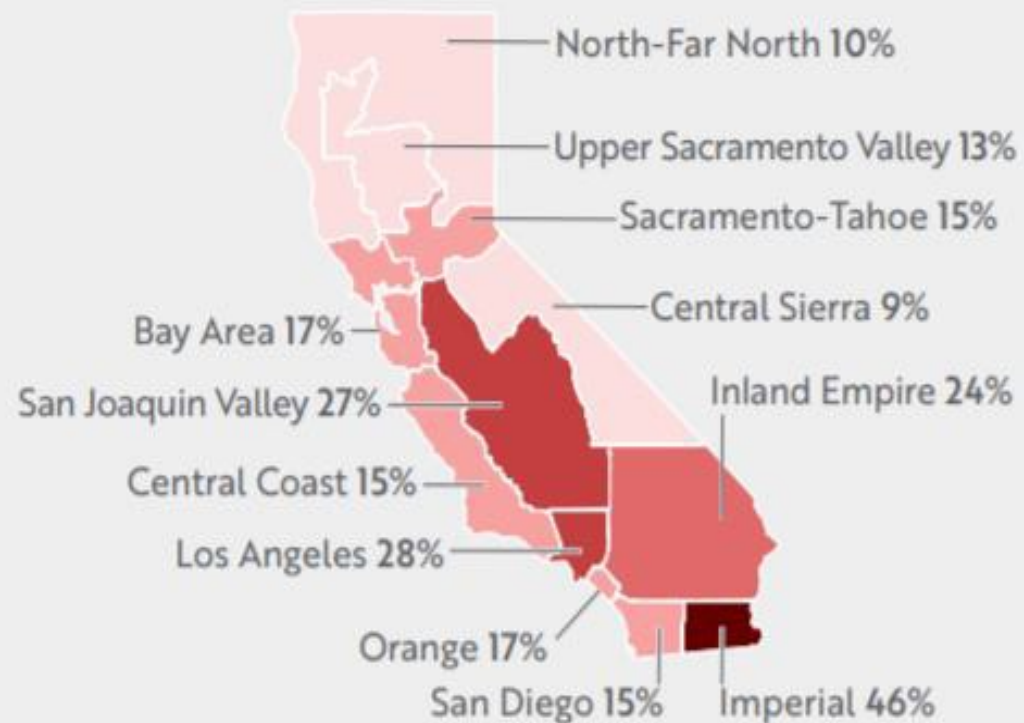 North-Far North 10%
Upper Sacramento Valley 13%
Sacramento-Tahoe 15%
Central Sierra 9%
Bay Area 17%
Inland Empire 24%
San Joaquin Valley 27%
Central Coast 15%
Los Angeles 28%
Orange 17%
San Diego 15%
Imperial 46%